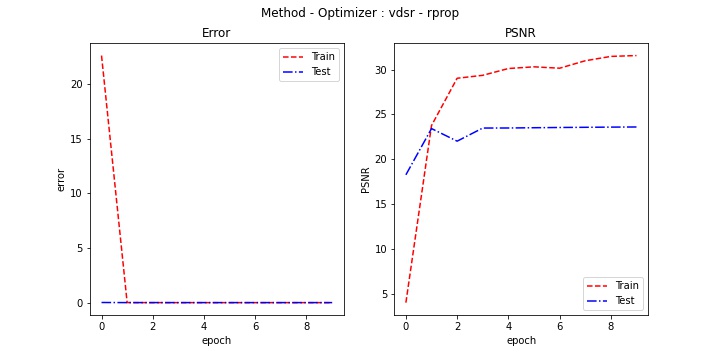 Method - Optimizer : vdsr - rprop
Error
Train
Test
20
15
10
5
0
error
0 2 4 6 8
epoch
PSNR
30
25
20
15
10
5
PSNR
Train
Test
0 2 4 6 8
epoch